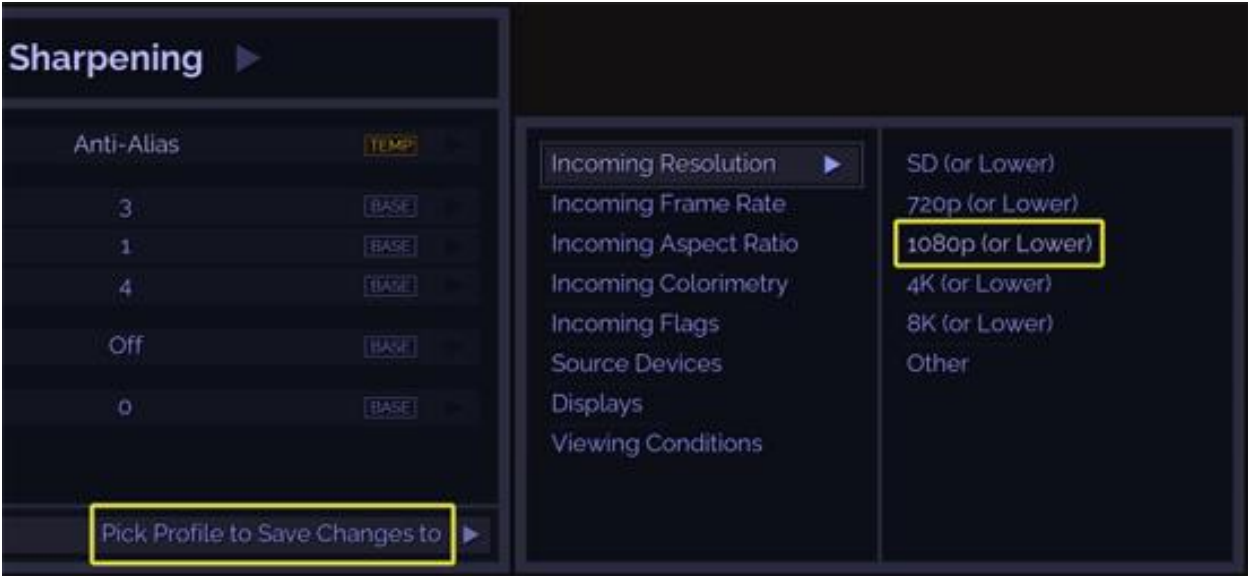 Sharpening
Anti-Alias TEMP
3 BASE
1 BASE
4 BASE
Off BASE
0 BASE
Pick Profile to Save Changes to
Incoming Resolution
Incoming Frame Rate
Incoming Aspect Ratio
Incoming Colorimetry
Incoming Flags
Source Devices
Displays
Viewing Conditions
SD (or Lower)
720p (or Lower)
1080p (or Lower)
4K (or Lower)
8K (or Lower)
Other